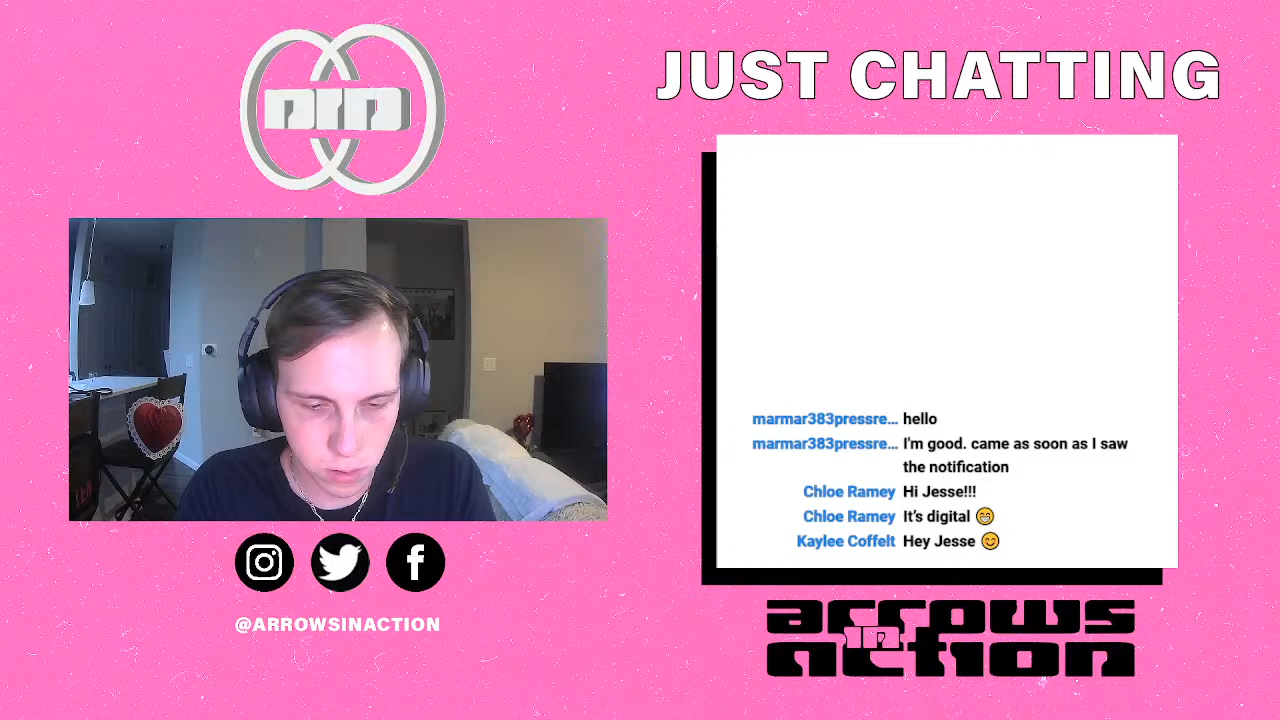 JUST CHATTING
marmar383pressre... hello
marmar383pressre... I'm good. came as soon as I saw
the notification
Chloe Ramey Hi Jesse!!!
Chloe Ramey It's digital 😁
Kaylee Coffelt Hey Jesse 😊
@ARROWSINACTION
arrows
in
action